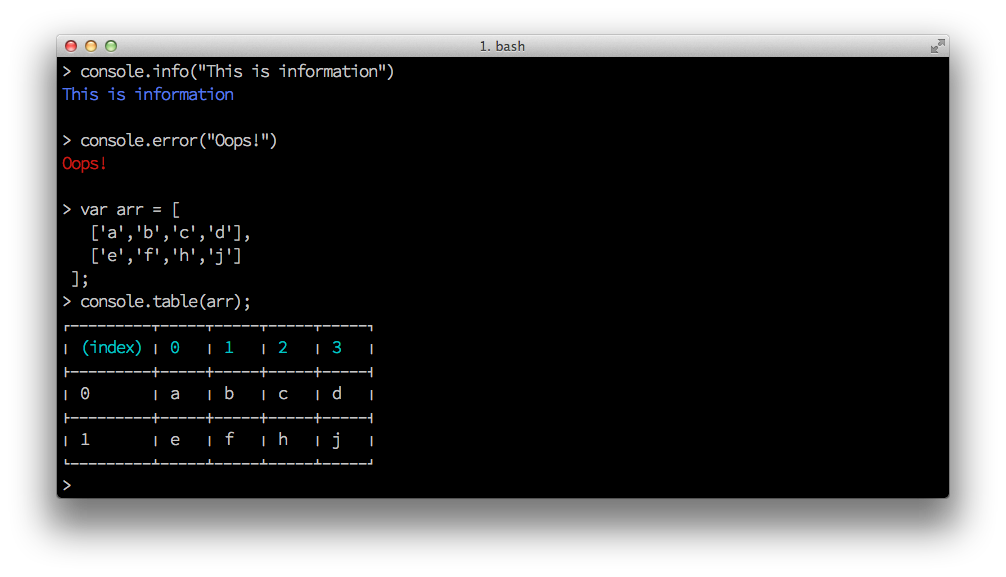 1. bash
> console.info("This is information")
This is information
> console.error("Oops!")
Oops!
> var arr = [
['a','b','c','d'],
['e','f','h','j']
];
> console.table(arr);
(index) 0 1 2 3
0 a b c d
1 e f h j
>